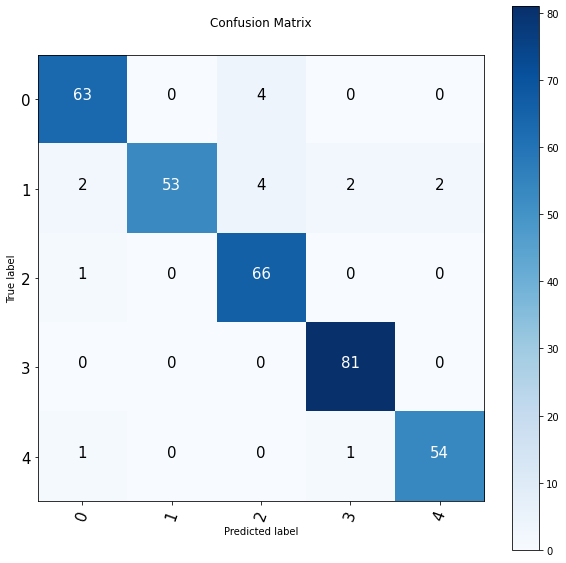 Confusion Matrix
0 63 0 4 0 0
1 2 53 4 2 2
2 1 0 66 0 0
3 0 0 0 81 0
4 1 0 0 1 54
True label
0 1 2 3 4
Predicted label
80
70
60
50
40
30
20
10
0